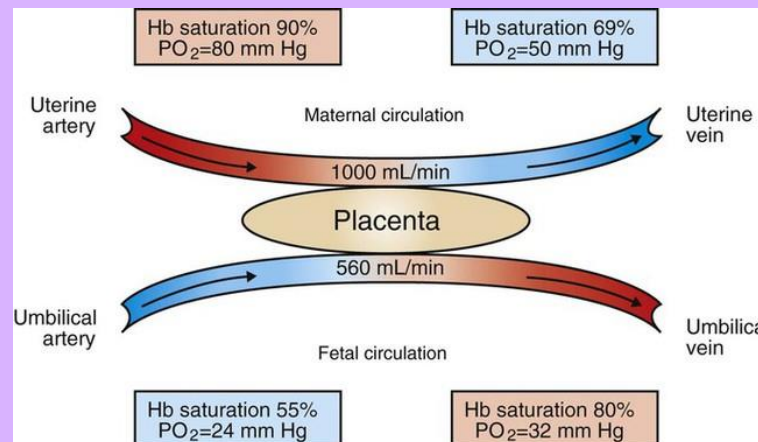 Hb saturation 90%
PO₂=80 mm Hg
Hb saturation 69%
PO₂=50 mm Hg
Uterine
artery
Maternal circulation
Uterine
vein
1000 mL/min
Placenta
560 mL/min
Umbilical
artery
Fetal circulation
Umbilica
vein
Hb saturation 55%
PO₂=24 mm Hg
Hb saturation 80%
PO₂=32 mm Hg